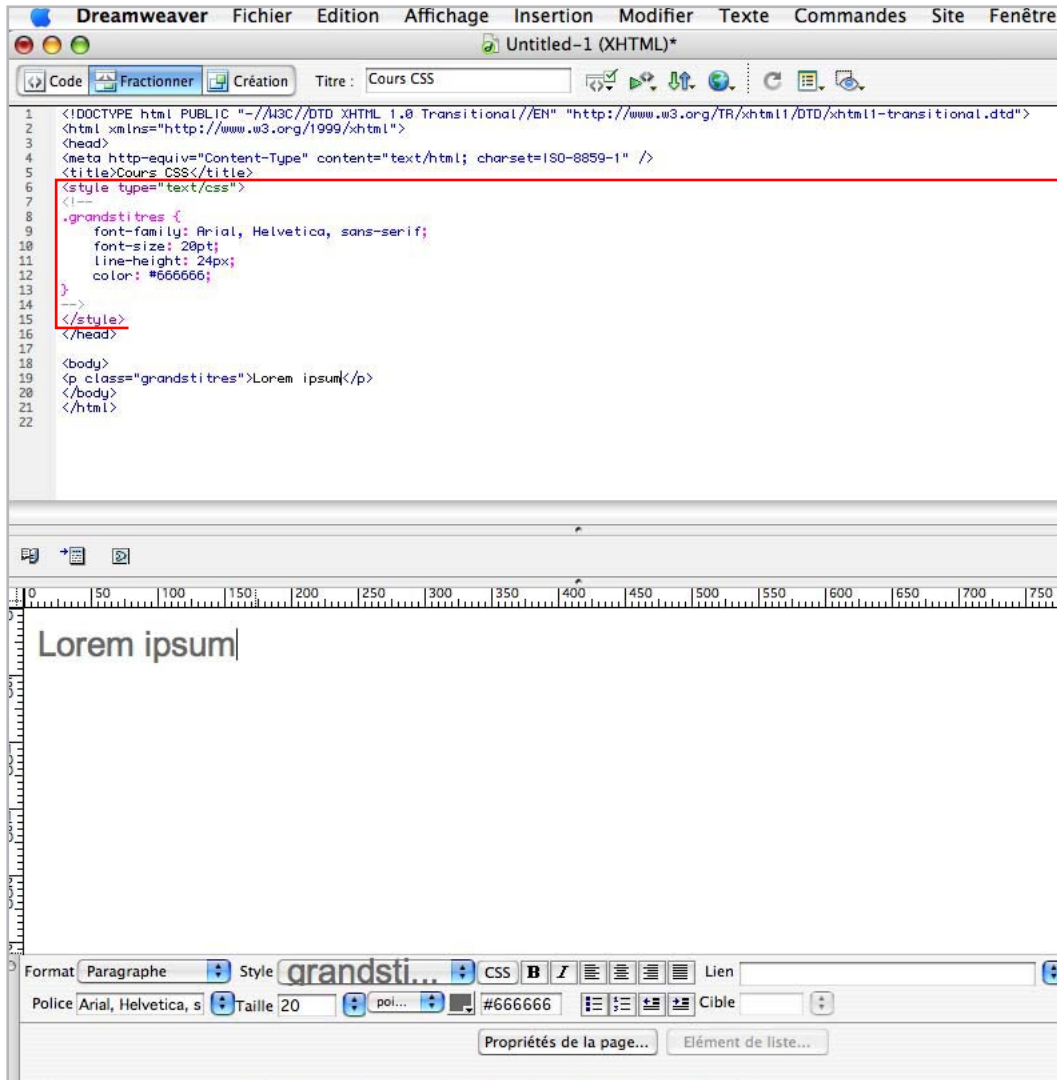 Dreamweaver Fichier Edition Affichage Insertion Modifier Texte Commandes Site Fenêtre
Untitled-1 (XHTML)*
Code Fractionner Création Titre : Cours CSS
1 <!DOCTYPE html PUBLIC "-//W3C//DTD XHTML 1.0 Transitional//EN" "http://www.w3.org/TR/xhtml1/DTD/xhtml1-transitional.dtd">
2 <html xmlns="http://www.w3.org/1999/xhtml">
3 <head>
4 <meta http-equiv="Content-Type" content="text/html; charset=ISO-8859-1" />
5 <title>Cours CSS</title>
6 <style type="text/css">
7 <!--
8 .grandstitres {
9 font-family: Arial, Helvetica, sans-serif;
10 font-size: 20pt;
11 line-height: 24px;
12 color: #666666;
13 }
14 -->
15 </style>
16 </head>
17
18 <body>
19 <p class="grandstitres">Lorem ipsum</p>
20 </body>
21 </html>
22
0 50 100 150 200 250 300 350 400 450 500 550 600 650 700 750
Lorem ipsum
Format Paragraphe Style grandsti... CSS B I Lien
Police Arial, Helvetica, s Taille 20 poi... #666666 Cible
Propriétés de la page... Elément de liste...